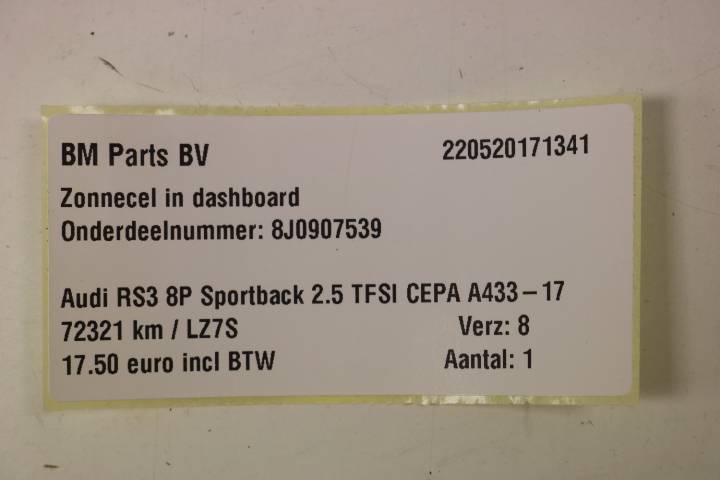 BM Parts BV 220520171341
Zonnecel in dashboard
Onderdeelnummer: 8J0907539
Audi RS3 8P Sportback 2.5 TFSI CEPA A433-17
72321 km / LZ7S Verz: 8
17.50 euro incl BTW Aantal: 1